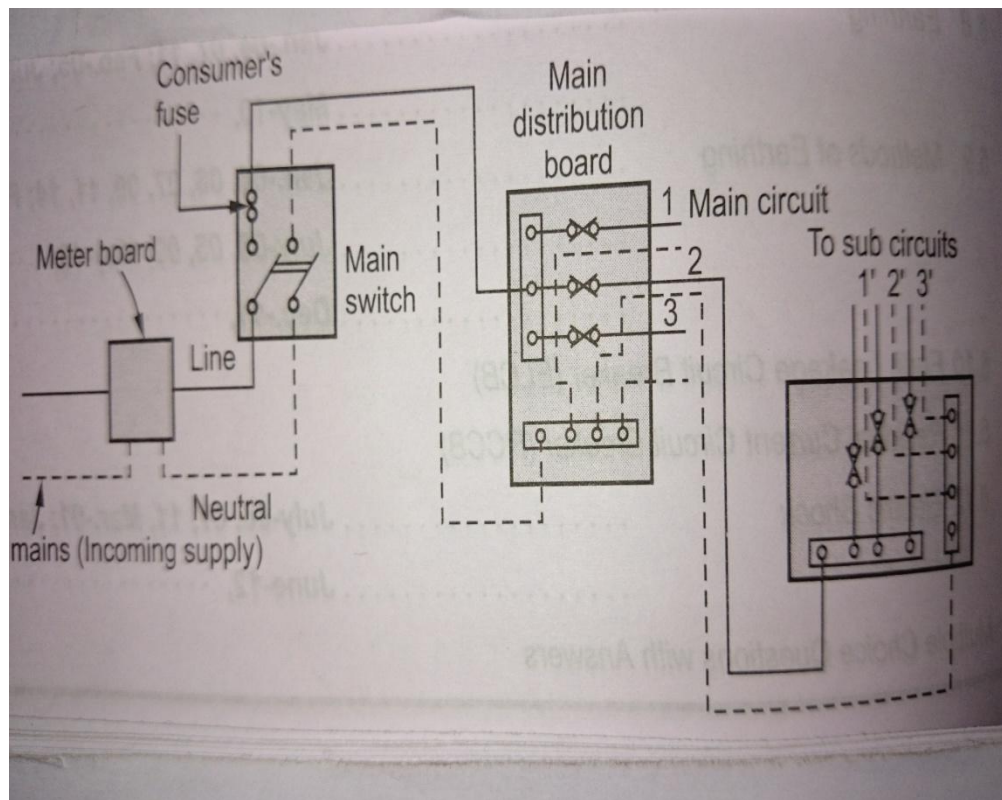 Consumer's
fuse
Meter board
Line
Main
switch
Neutral
mains (Incoming supply)
Main
distribution
board
1 Main circuit
2
3
To sub circuits
1' 2' 3'